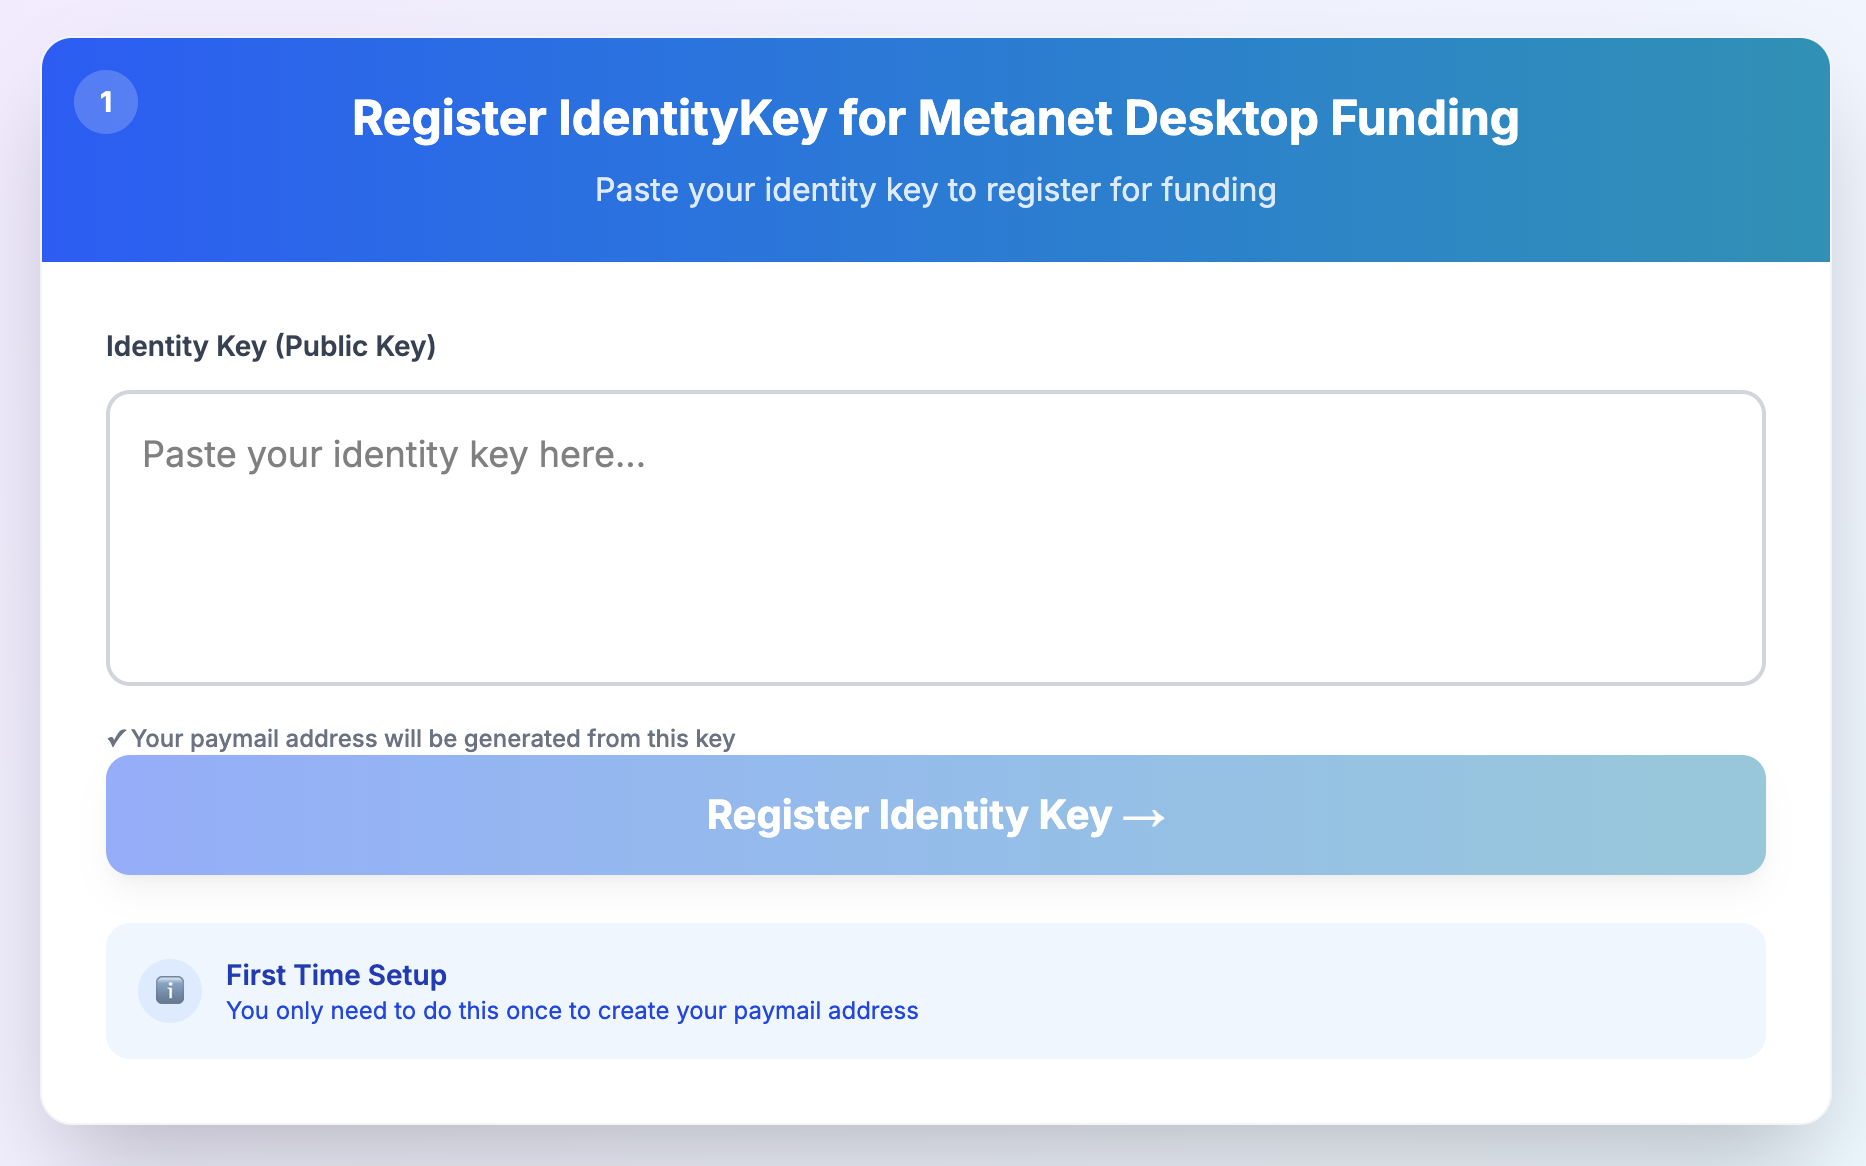 1
Register IdentityKey for Metanet Desktop Funding
Paste your identity key to register for funding
Identity Key (Public Key)
Paste your identity key here...
✓ Your paymail address will be generated from this key
Register Identity Key →
i
First Time Setup
You only need to do this once to create your paymail address